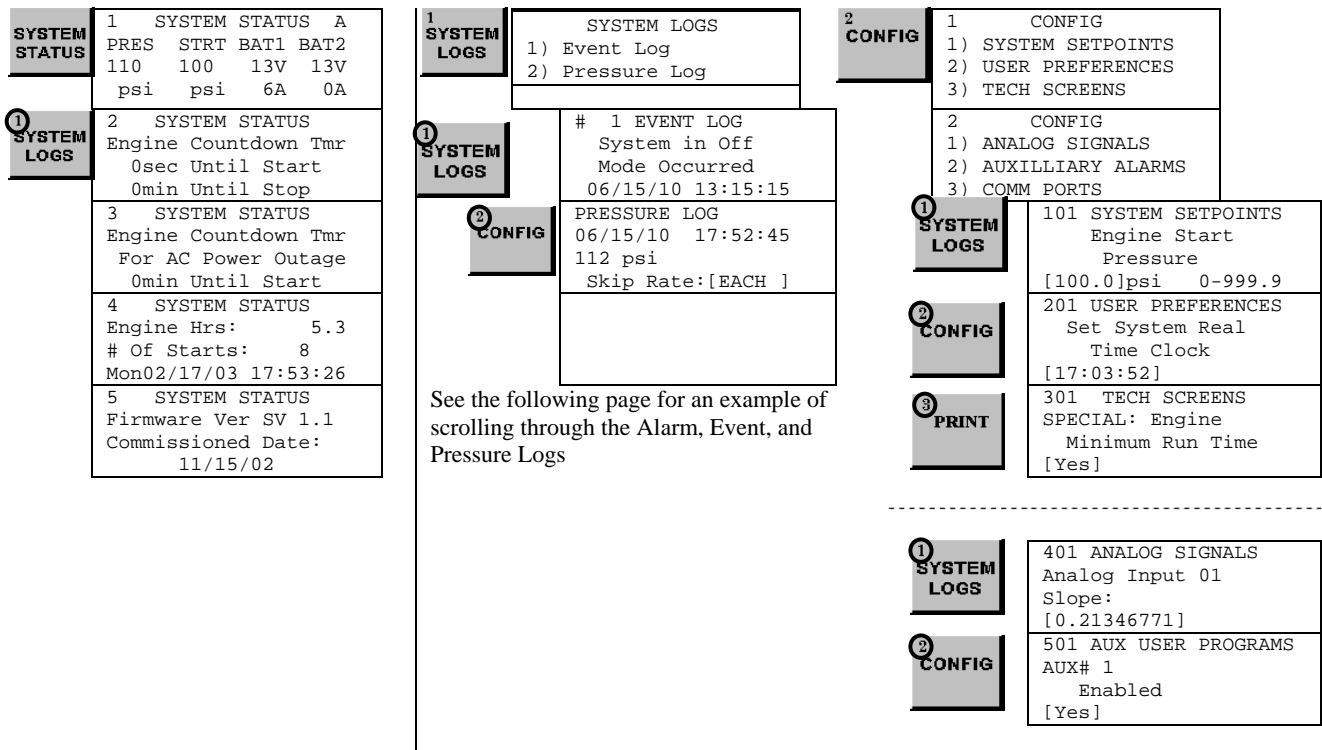 SYSTEM
STATUS
1 SYSTEM STATUS A
PRES STRT BAT1 BAT2
110 100 13V 13V
psi psi 6A 0A
1
SYSTEM
LOGS
2 SYSTEM STATUS
Engine Countdown Tmr
0sec Until Start
0min Until Stop
3 SYSTEM STATUS
Engine Countdown Tmr
For AC Power Outage
0min Until Start
4 SYSTEM STATUS
Engine Hrs: 5.3
# Of Starts: 8
Mon02/17/03 17:53:26
5 SYSTEM STATUS
Firmware Ver SV 1.1
Commissioned Date:
11/15/02
1
SYSTEM
LOGS
SYSTEM LOGS
1) Event Log
2) Pressure Log
1
SYSTEM
LOGS
# 1 EVENT LOG
System in Off
Mode Occurred
06/15/10 13:15:15
2
CONFIG
PRESSURE LOG
06/15/10 17:52:45
112 psi
Skip Rate:[EACH ]
See the following page for an example of
scrolling through the Alarm, Event, and
Pressure Logs
2
CONFIG
1 CONFIG
1) SYSTEM SETPOINTS
2) USER PREFERENCES
3) TECH SCREENS
2 CONFIG
1) ANALOG SIGNALS
2) AUXILLIARY ALARMS
3) COMM PORTS
1
SYSTEM
LOGS
101 SYSTEM SETPOINTS
Engine Start
Pressure
[100.0]psi 0-999.9
2
CONFIG
201 USER PREFERENCES
Set System Real
Time Clock
[17:03:52]
3
PRINT
301 TECH SCREENS
SPECIAL: Engine
Minimum Run Time
[Yes]
1
SYSTEM
LOGS
401 ANALOG SIGNALS
Analog Input 01
Slope:
[0.21346771]
2
CONFIG
501 AUX USER PROGRAMS
AUX# 1
Enabled
[Yes]